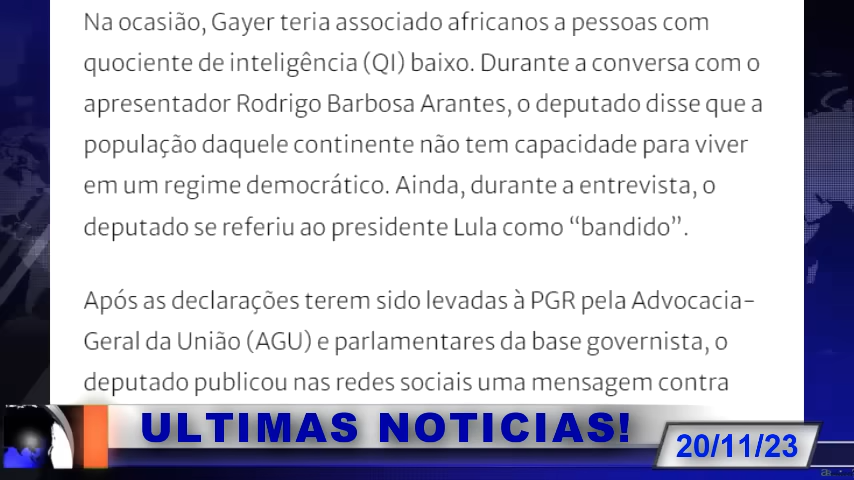 Na ocasião, Gayer teria associado africanos a pessoas com
quociente de inteligência (QI) baixo. Durante a conversa com o
apresentador Rodrigo Barbosa Arantes, o deputado disse que a
população daquele continente não tem capacidade para viver
em um regime democrático. Ainda, durante a entrevista, o
deputado se referiu ao presidente Lula como “bandido”.
Após as declarações terem sido levadas à PGR pela Advocacia-
Geral da União (AGU) e parlamentares da base governista, o
deputado publicou nas redes sociais uma mensagem contra
ULTIMAS NOTICIAS!
20/11/23